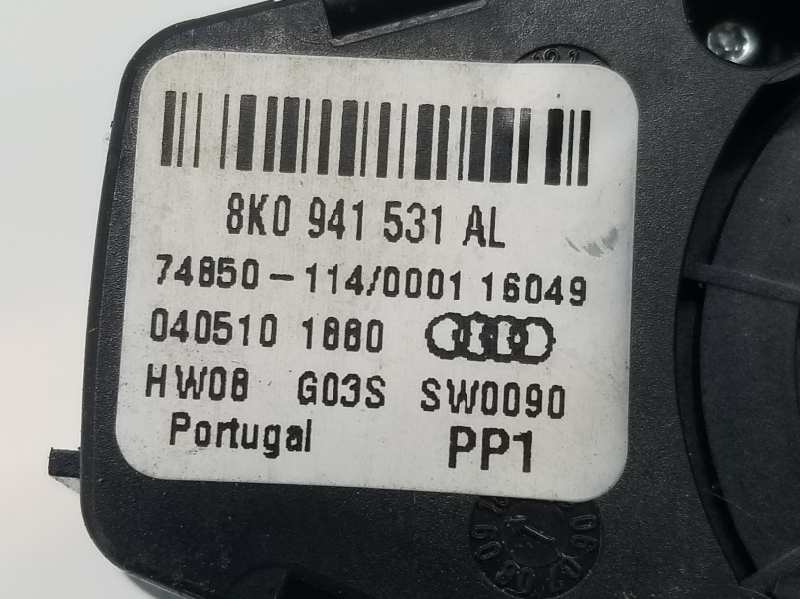 8K0 941 531 AL
74850-114/0001 16049
040510 1880
HW08 G03S SW0090
Portugal PP1